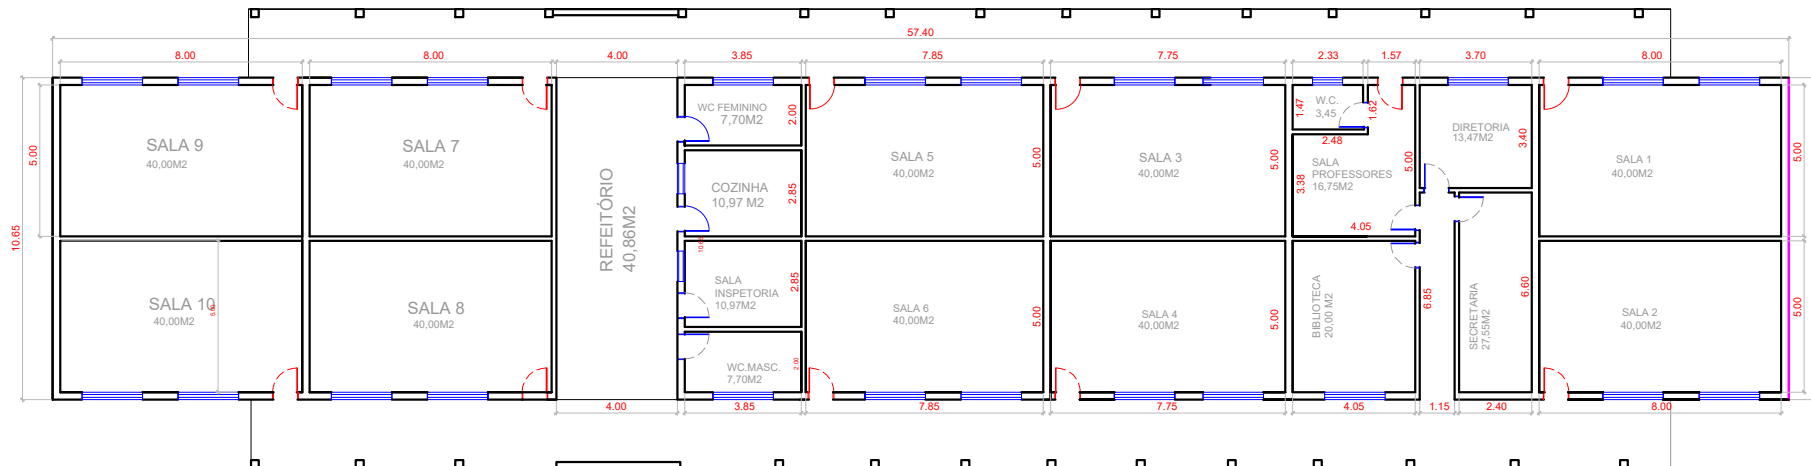 57.40
8.00
8.00
4.00
3.85
7.85
7.75
2.33
1.57
3.70
8.00
10.65
5.00
SALA 9
40,00M2
SALA 7
40,00M2
REFEITÓRIO
40,86M2
WC FEMININO
7,70M2
2.00
COZINHA
10,97 M2
2.85
SALA 5
40,00M2
5.00
SALA 3
40,00M2
5.00
1.47
W.C.
3,45
1.62
2.48
SALA
PROFESSORES
16,75M2
3.38
5.00
4.05
DIRETORIA
13,47M2
3.40
SALA 1
40,00M2
5.00
SALA 10
40,00M2
SALA 8
40,00M2
10.65
SALA
INSPETORIA
10,97M2
2.85
WC.MASC.
7,70M2
2.00
SALA 6
40,00M2
5.00
SALA 4
40,00M2
5.00
BIBLIOTECA
20,00 M2
6.85
SECRETARIA
27,55M2
6.60
SALA 2
40,00M2
5.00
4.00
3.85
7.85
7.75
4.05
1.15
2.40
8.00